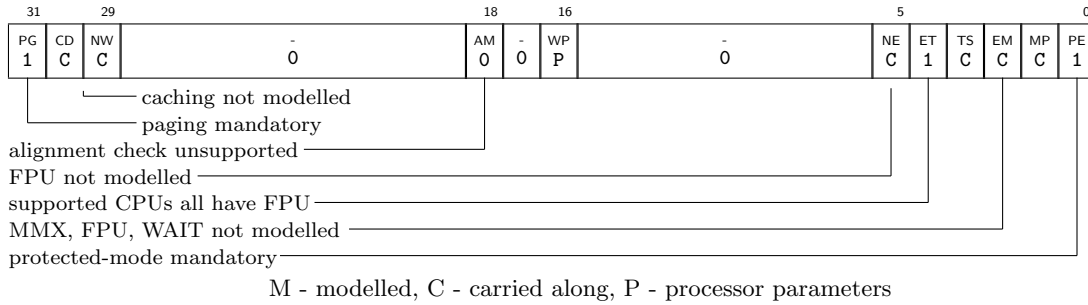 31 29 18 16 5 0
PG CD NW - AM - WP - NE ET TS EM MP PE
1 C C 0 0 0 P 0 C 1 C C C 1
caching not modelled
paging mandatory
alignment check unsupported
FPU not modelled
supported CPUs all have FPU
MMX, FPU, WAIT not modelled
protected-mode mandatory
M - modelled, C - carried along, P - processor parameters